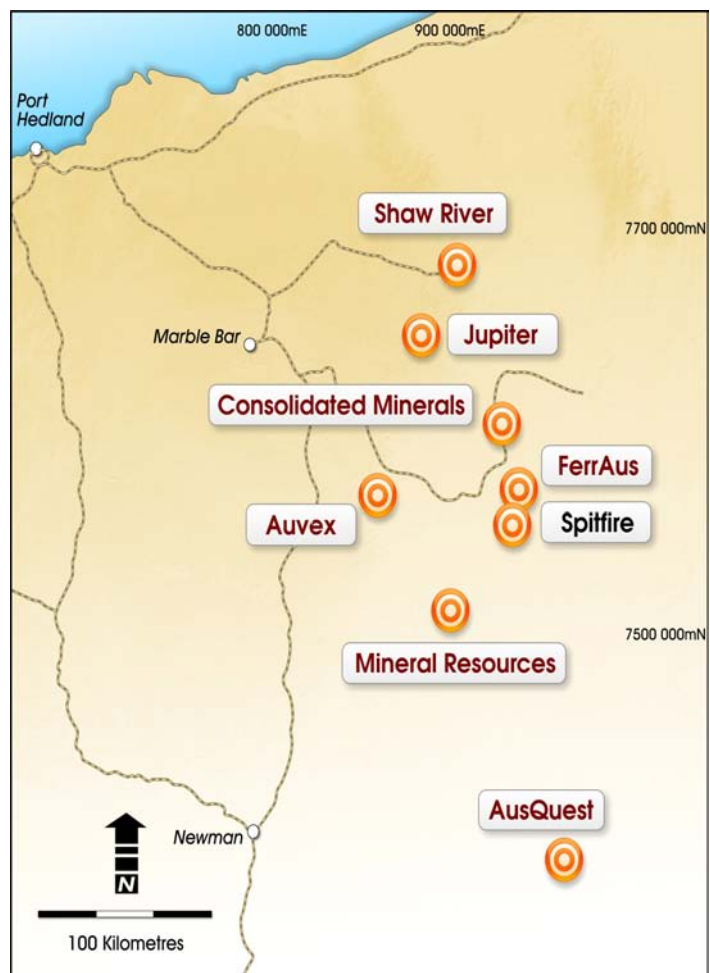 800 000mE
900 000mE
Port
Hedland
Shaw River
7700 000mN
Marble Bar
Jupiter
Consolidated Minerals
FerrAus
Auvex
Spitfire
7500 000mN
Mineral Resources
AusQuest
Newman
N
100 Kilometres